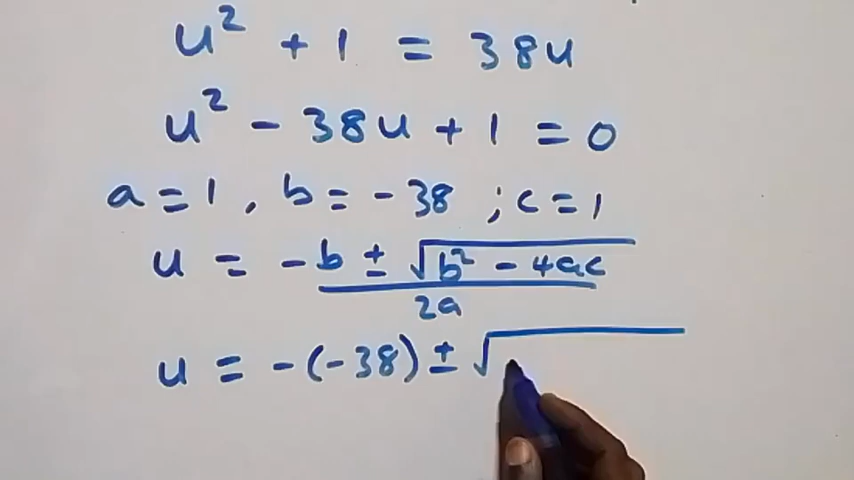 u² + 1 = 38u
u² - 38u + 1 = 0
a = 1 , b = - 38 ; c = 1
u = -b ± √b² - 4ac
2a
u = -(-38) ± √